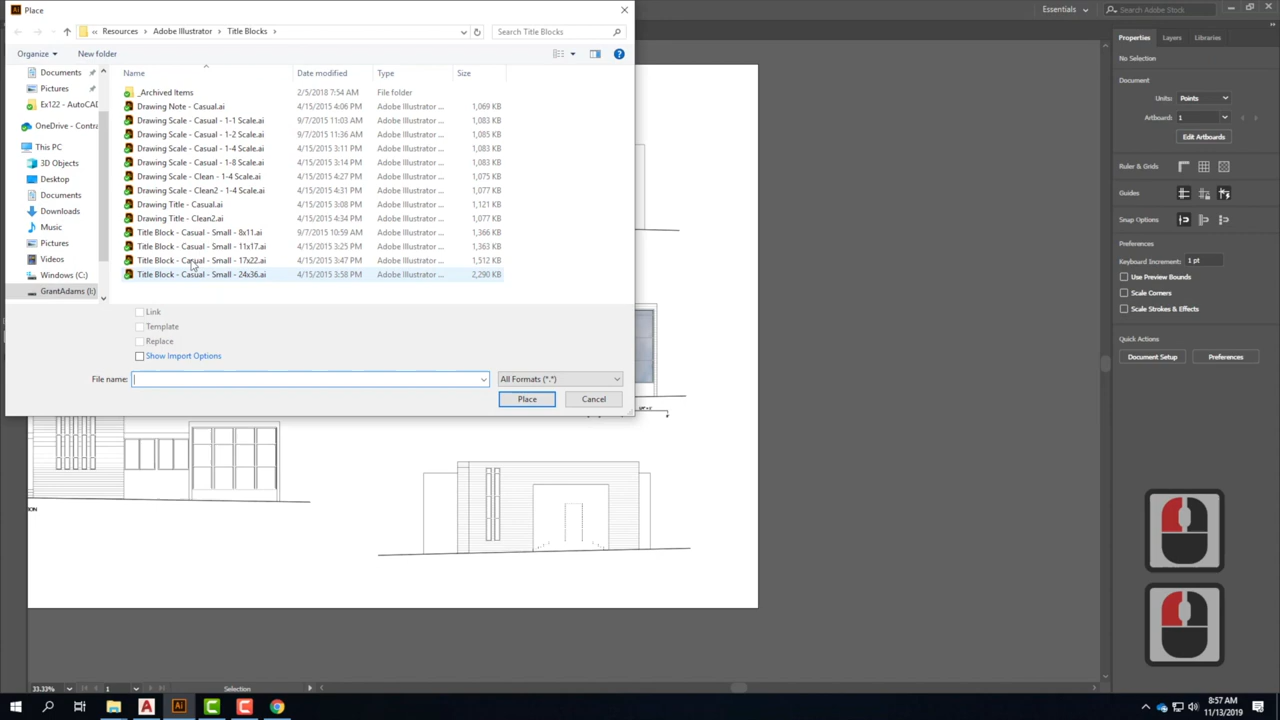 Place
Essentials
Search Adobe Stock
Resources
Adobe Illustrator
Title Blocks
Search Title Blocks
Properties
Layers
Libraries
Organize
New folder
No Selection
Documents
Name
Date modified
Type
Size
Document
Pictures
_Archived Items
2/5/2018 7:54 AM
File folder
Units:
Points
Ex122 - AutoCAD
Drawing Note - Casual.ai
4/15/2015 4:06 PM
Adobe Illustrator ...
1,069 KB
Artboard:
1
OneDrive - Contra
Drawing Scale - Casual - 1-1 Scale.ai
9/7/2015 11:03 AM
Adobe Illustrator ...
1,083 KB
Drawing Scale - Casual - 1-2 Scale.ai
9/7/2015 11:36 AM
Adobe Illustrator ...
1,085 KB
Edit Artboards
This PC
Drawing Scale - Casual - 1-4 Scale.ai
4/15/2015 3:11 PM
Adobe Illustrator ...
1,083 KB
3D Objects
Drawing Scale - Casual - 1-8 Scale.ai
4/15/2015 3:14 PM
Adobe Illustrator ...
1,083 KB
Ruler & Grids
Desktop
Drawing Scale - Clean - 1-4 Scale.ai
4/15/2015 4:27 PM
Adobe Illustrator ...
1,075 KB
Documents
Drawing Scale - Clean2 - 1-4 Scale.ai
4/15/2015 4:31 PM
Adobe Illustrator ...
1,077 KB
Guides
Downloads
Drawing Title - Casual.ai
4/15/2015 3:08 PM
Adobe Illustrator ...
1,121 KB
Music
Drawing Title - Clean2.ai
4/15/2015 4:34 PM
Adobe Illustrator ...
1,077 KB
Snap Options
Pictures
Title Block - Casual - Small - 8x11.ai
9/7/2015 10:59 AM
Adobe Illustrator ...
1,366 KB
Videos
Title Block - Casual - Small - 11x17.ai
4/15/2015 3:25 PM
Adobe Illustrator ...
1,363 KB
Preferences
Windows (C:)
Title Block - Casual - Small - 17x22.ai
4/15/2015 3:47 PM
Adobe Illustrator ...
1,512 KB
Keyboard Increment:
1 pt
GrantAdams (I:)
Title Block - Casual - Small - 24x36.ai
4/15/2015 3:58 PM
Adobe Illustrator ...
2,290 KB
Use Preview Bounds
Scale Corners
Scale Strokes & Effects
Link
Template
Replace
Show Import Options
Quick Actions
Document Setup
Preferences
File name:
All Formats (*.*)
Place
Cancel
33.33%
1
Selection
8:57 AM
11/13/2019